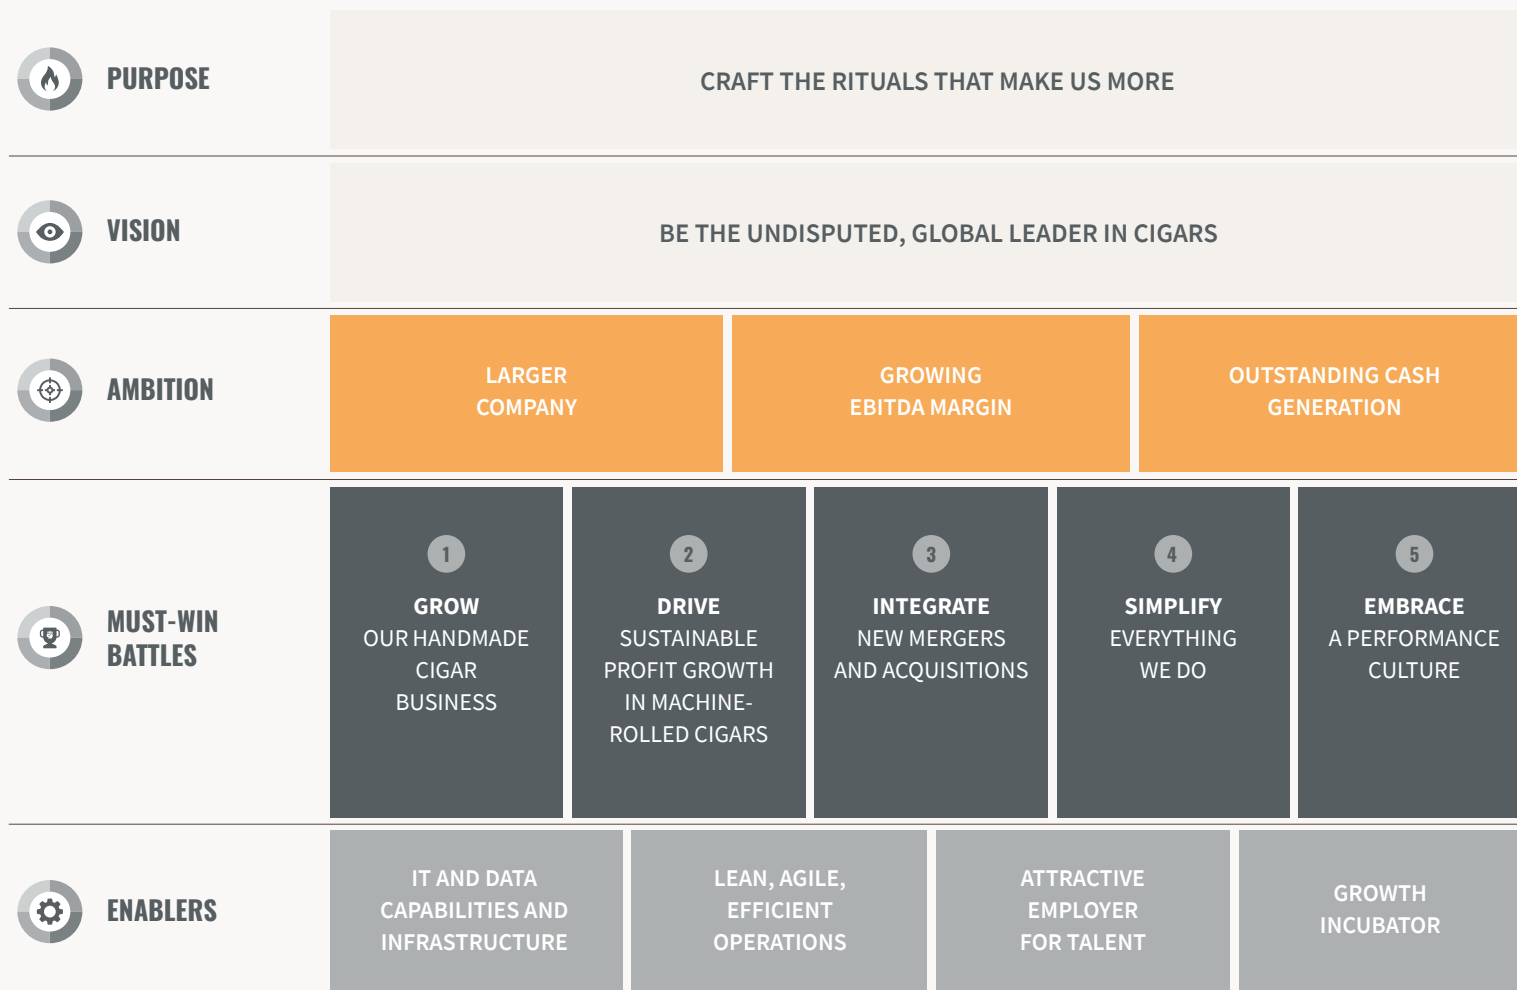 PURPOSE
CRAFT THE RITUALS THAT MAKE US MORE
VISION
BE THE UNDISPUTED, GLOBAL LEADER IN CIGARS
AMBITION
LARGER
COMPANY
GROWING
EBITDA MARGIN
OUTSTANDING CASH
GENERATION
MUST-WIN
BATTLES
1
GROW
OUR HANDMADE
CIGAR
BUSINESS
2
DRIVE
SUSTAINABLE
PROFIT GROWTH
IN MACHINE-
ROLLED CIGARS
3
INTEGRATE
NEW MERGERS
AND ACQUISITIONS
4
SIMPLIFY
EVERYTHING
WE DO
5
EMBRACE
A PERFORMANCE
CULTURE
ENABLERS
IT AND DATA
CAPABILITIES AND
INFRASTRUCTURE
LEAN, AGILE,
EFFICIENT
OPERATIONS
ATTRACTIVE
EMPLOYER
FOR TALENT
GROWTH
INCUBATOR